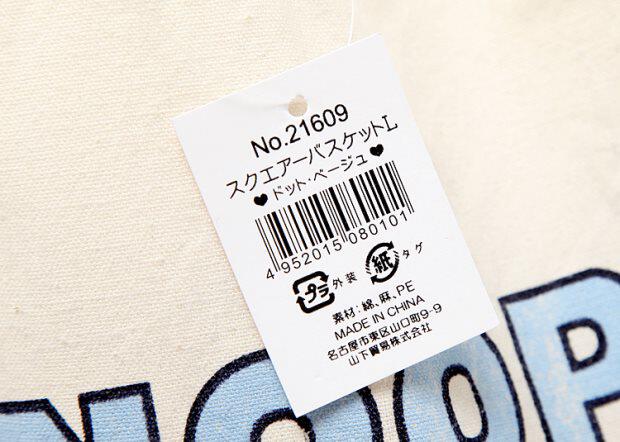 No.21609
スクエアーバスケットL
♥ドット・ベージュ♥
4 952015 080101
プラ 外装 紙 タグ
素材:綿、麻、PE
MADE IN CHINA
名古屋市東区山口町9-9
山下貿易株式会社
NOOP